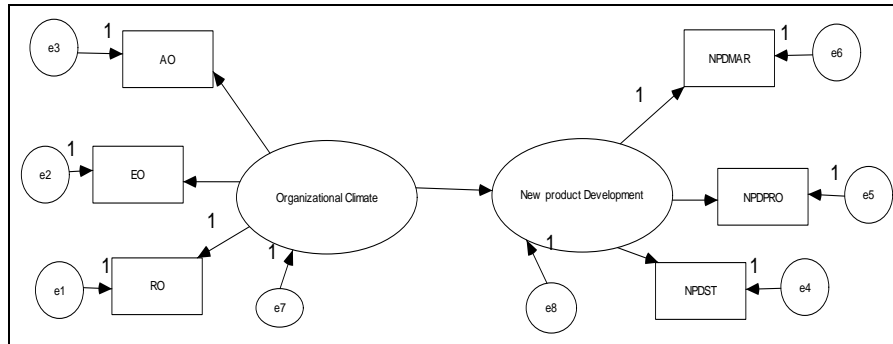 e3
1
AO
NPDMAR
1
e6
1
e2
1
EO
Organizational Climate
New product Development
NPDPRO
1
e5
1
e1
1
RO
1
e7
1
e8
NPDST
1
e4